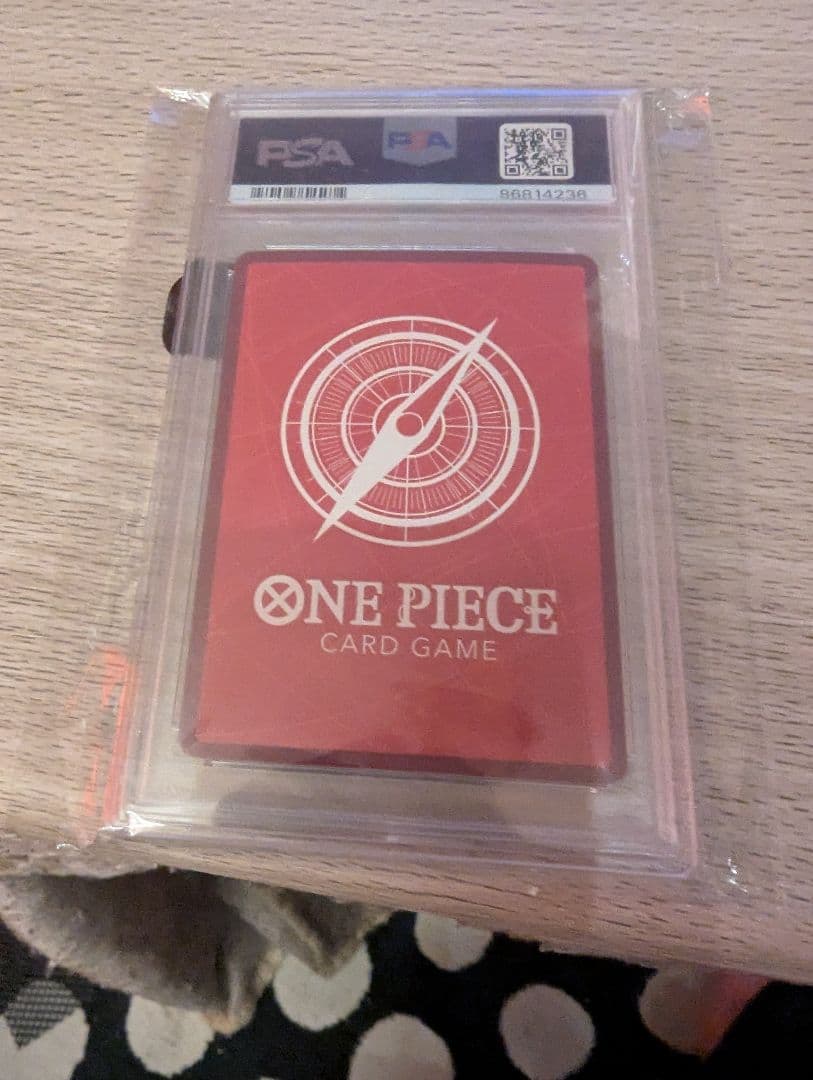 PSA PSA
86814236
ONE PIECE
CARD GAME